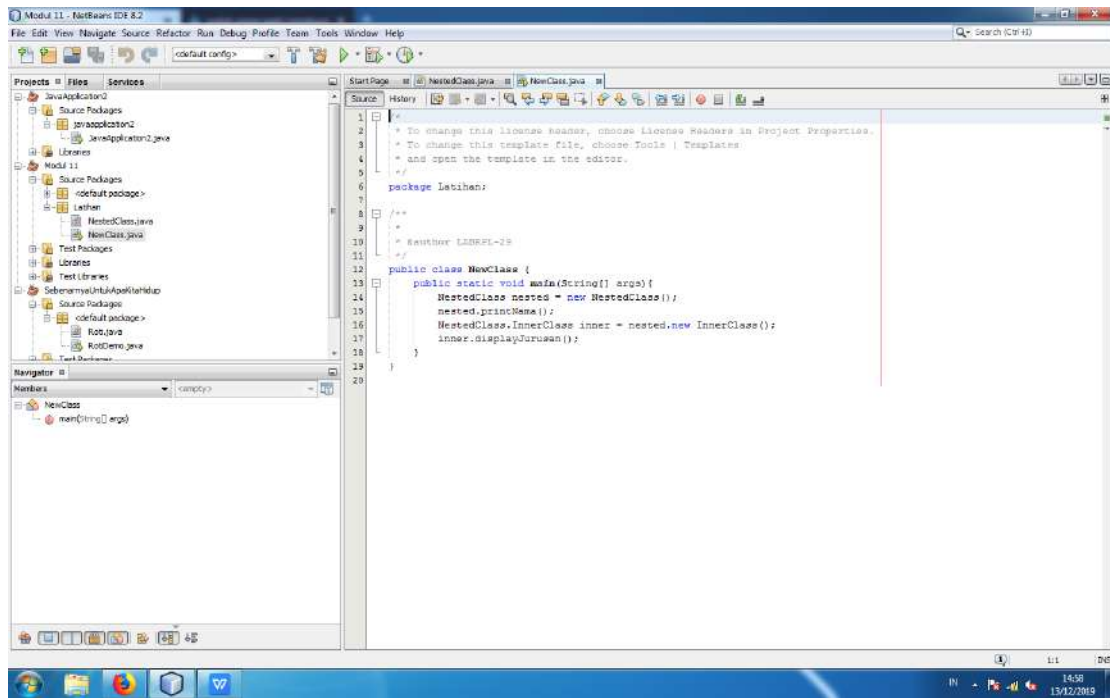 Modul 11 - NetBeans IDE 8.2
File Edit View Navigate Source Refactor Run Debug Profile Team Tools Window Help
Search (Ctrl+I)
<default config>
Projects Files Services
JavaApplication2
Source Packages
javaapplication2
JavaApplication2.java
Libraries
Modul 11
Source Packages
<default package>
Latihan
NestedClass.java
NewClass.java
Test Packages
Libraries
Test Libraries
SebenarnyaUntukApaKitaHidup
Source Packages
<default package>
Roti.java
RotiDemo.java
Test Packages
Navigator
Members <empty>
NewClass
main(String[] args)
Start Page NestedClass.java NewClass.java
Source History
1 /*
2 * To change this license header, choose License Headers in Project Properties.
3 * To change this template file, choose Tools | Templates
4 * and open the template in the editor.
5 */
6 package Latihan;
7
8 /**
9 *
10 * @author LABRPL-29
11 */
12 public class NewClass {
13 public static void main(String[] args){
14 NestedClass nested = new NestedClass();
15 nested.printNama();
16 NestedClass.InnerClass inner = nested.new InnerClass();
17 inner.displayJurusan();
18 }
19 }
20
1:1 INS
IN
14:58
13/12/2019